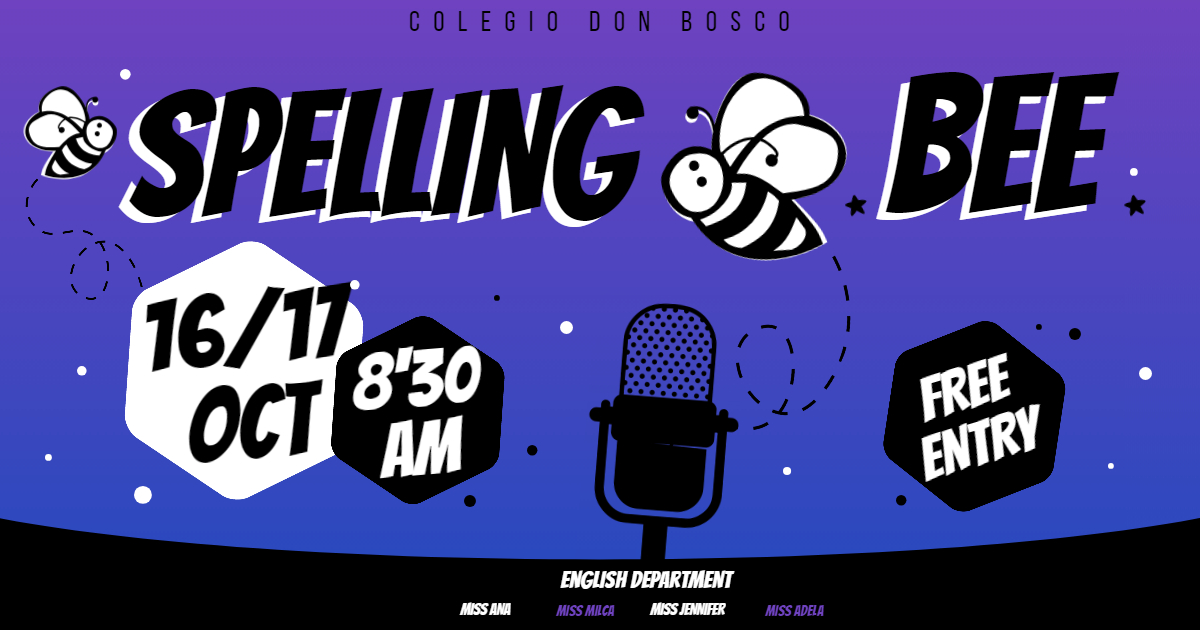 COLEGIO DON BOSCO
SPELLING BEE
16/17
OCT
8'30
AM
FREE
ENTRY
ENGLISH DEPARTMENT
MISS ANA MISS MILCA MISS JENNIFER MISS ADELA